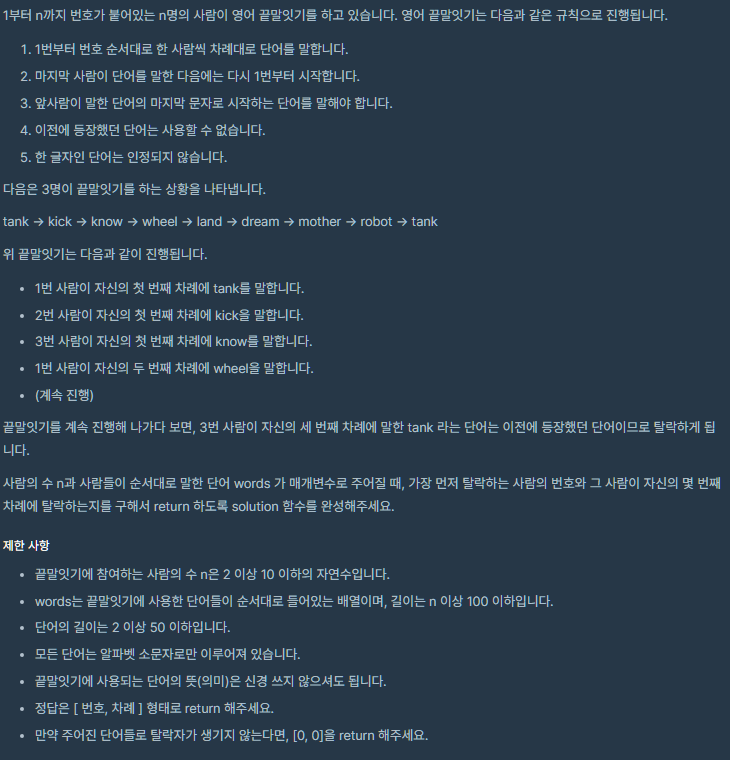 1부터 n까지 번호가 붙어있는 n명의 사람이 영어 끝말잇기를 하고 있습니다. 영어 끝말잇기는 다음과 같은 규칙으로 진행됩니다.
1. 1번부터 번호 순서대로 한 사람씩 차례대로 단어를 말합니다.
2. 마지막 사람이 단어를 말한 다음에는 다시 1번부터 시작합니다.
3. 앞사람이 말한 단어의 마지막 문자로 시작하는 단어를 말해야 합니다.
4. 이전에 등장했던 단어는 사용할 수 없습니다.
5. 한 글자인 단어는 인정되지 않습니다.
다음은 3명이 끝말잇기를 하는 상황을 나타냅니다.
tank → kick → know → wheel → land → dream → mother → robot → tank
위 끝말잇기는 다음과 같이 진행됩니다.
• 1번 사람이 자신의 첫 번째 차례에 tank를 말합니다.
• 2번 사람이 자신의 첫 번째 차례에 kick을 말합니다.
• 3번 사람이 자신의 첫 번째 차례에 know를 말합니다.
• 1번 사람이 자신의 두 번째 차례에 wheel을 말합니다.
• (계속 진행)
끝말잇기를 계속 진행해 나가다 보면, 3번 사람이 자신의 세 번째 차례에 말한 tank 라는 단어는 이전에 등장했던 단어이므로 탈락하게 됩
니다.
사람의 수 n과 사람들이 순서대로 말한 단어 words 가 매개변수로 주어질 때, 가장 먼저 탈락하는 사람의 번호와 그 사람이 자신의 몇 번째
차례에 탈락하는지를 구해서 return 하도록 solution 함수를 완성해주세요.
제한 사항
• 끝말잇기에 참여하는 사람의 수 n은 2 이상 10 이하의 자연수입니다.
• words는 끝말잇기에 사용한 단어들이 순서대로 들어있는 배열이며, 길이는 n 이상 100 이하입니다.
• 단어의 길이는 2 이상 50 이하입니다.
• 모든 단어는 알파벳 소문자로만 이루어져 있습니다.
• 끝말잇기에 사용되는 단어의 뜻(의미)은 신경 쓰지 않으셔도 됩니다.
• 정답은 [ 번호, 차례 ] 형태로 return 해주세요.
• 만약 주어진 단어들로 탈락자가 생기지 않는다면, [0, 0]을 return 해주세요.